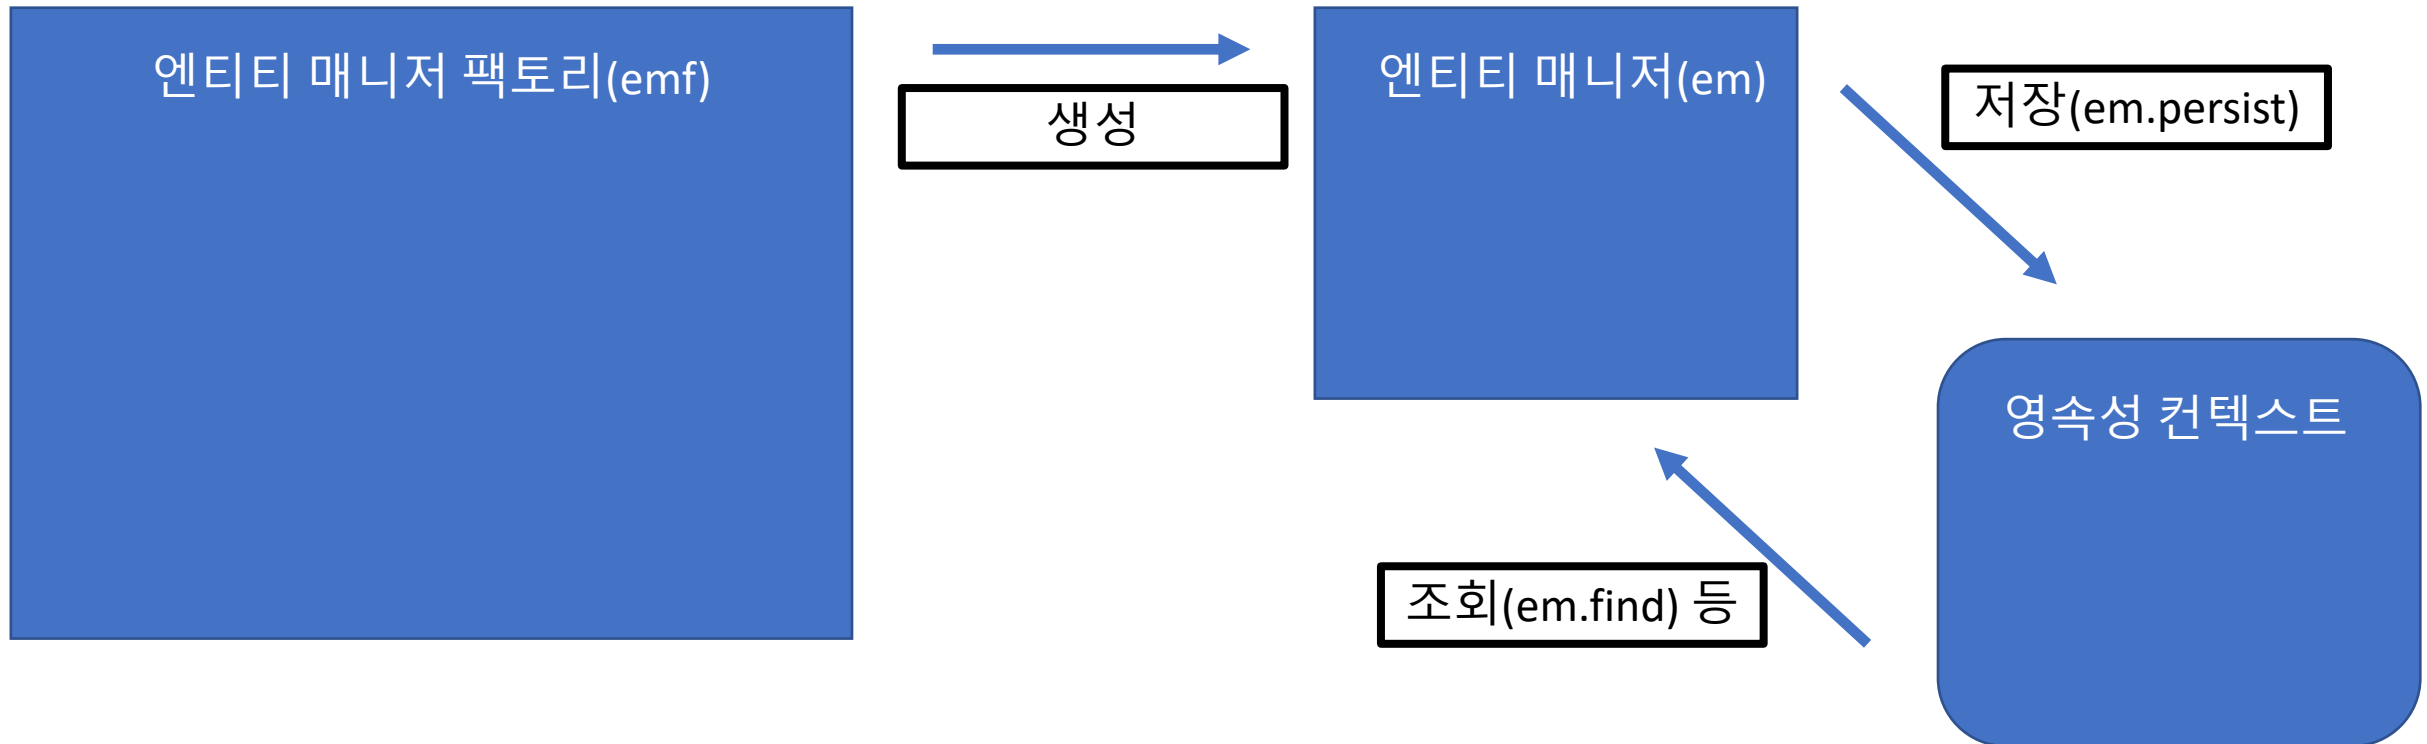 엔티티 매니저 팩토리(emf)
생성
엔티티 매니저(em)
저장(em.persist)
영속성 컨텍스트
조회(em.find) 등